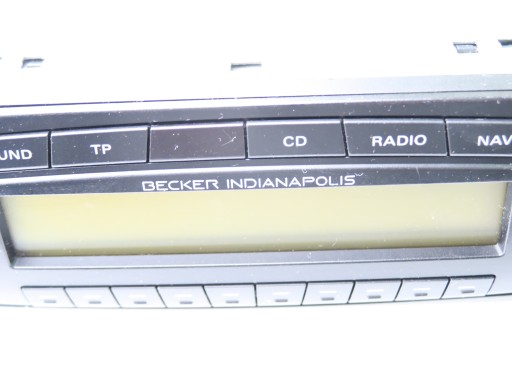 UND TP CD RADIO NAV
BECKER INDIANAPOLIS